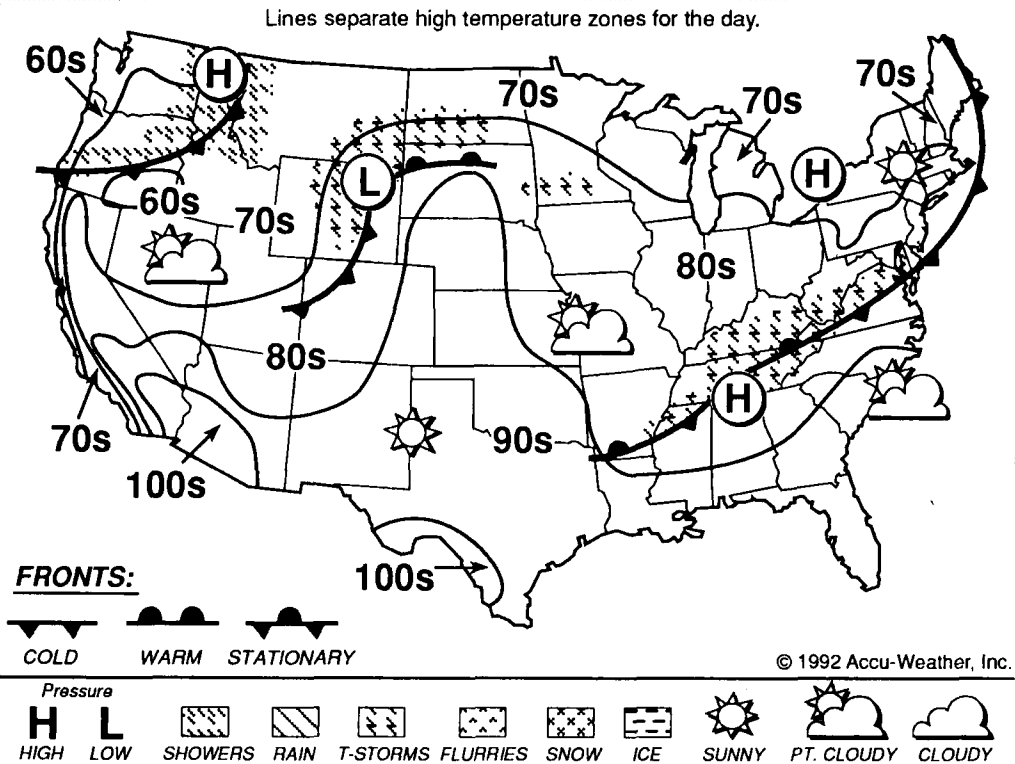 Lines separate high temperature zones for the day.
60s
H
70s
70s
70s
L
H
60s
70s
80s
80s
H
70s
90s
100s
100s
FRONTS:
COLD
WARM
STATIONARY
© 1992 Accu-Weather, Inc.
Pressure
H
L
HIGH
LOW
SHOWERS
RAIN
T-STORMS
FLURRIES
SNOW
ICE
SUNNY
PT. CLOUDY
CLOUDY